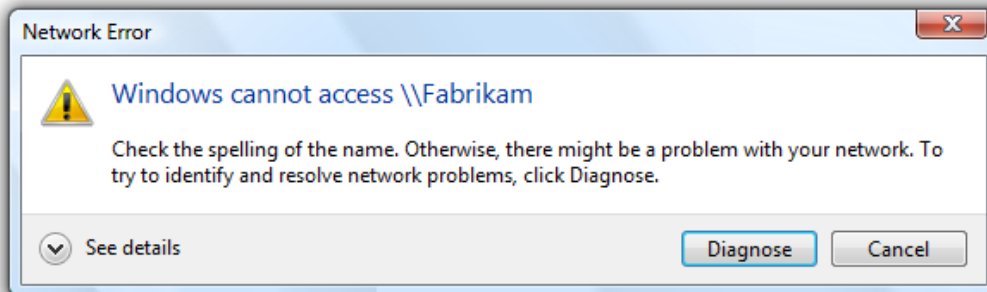 Network Error
Windows cannot access \\Fabrikam
Check the spelling of the name. Otherwise, there might be a problem with your network. To
try to identify and resolve network problems, click Diagnose.
See details
Diagnose
Cancel